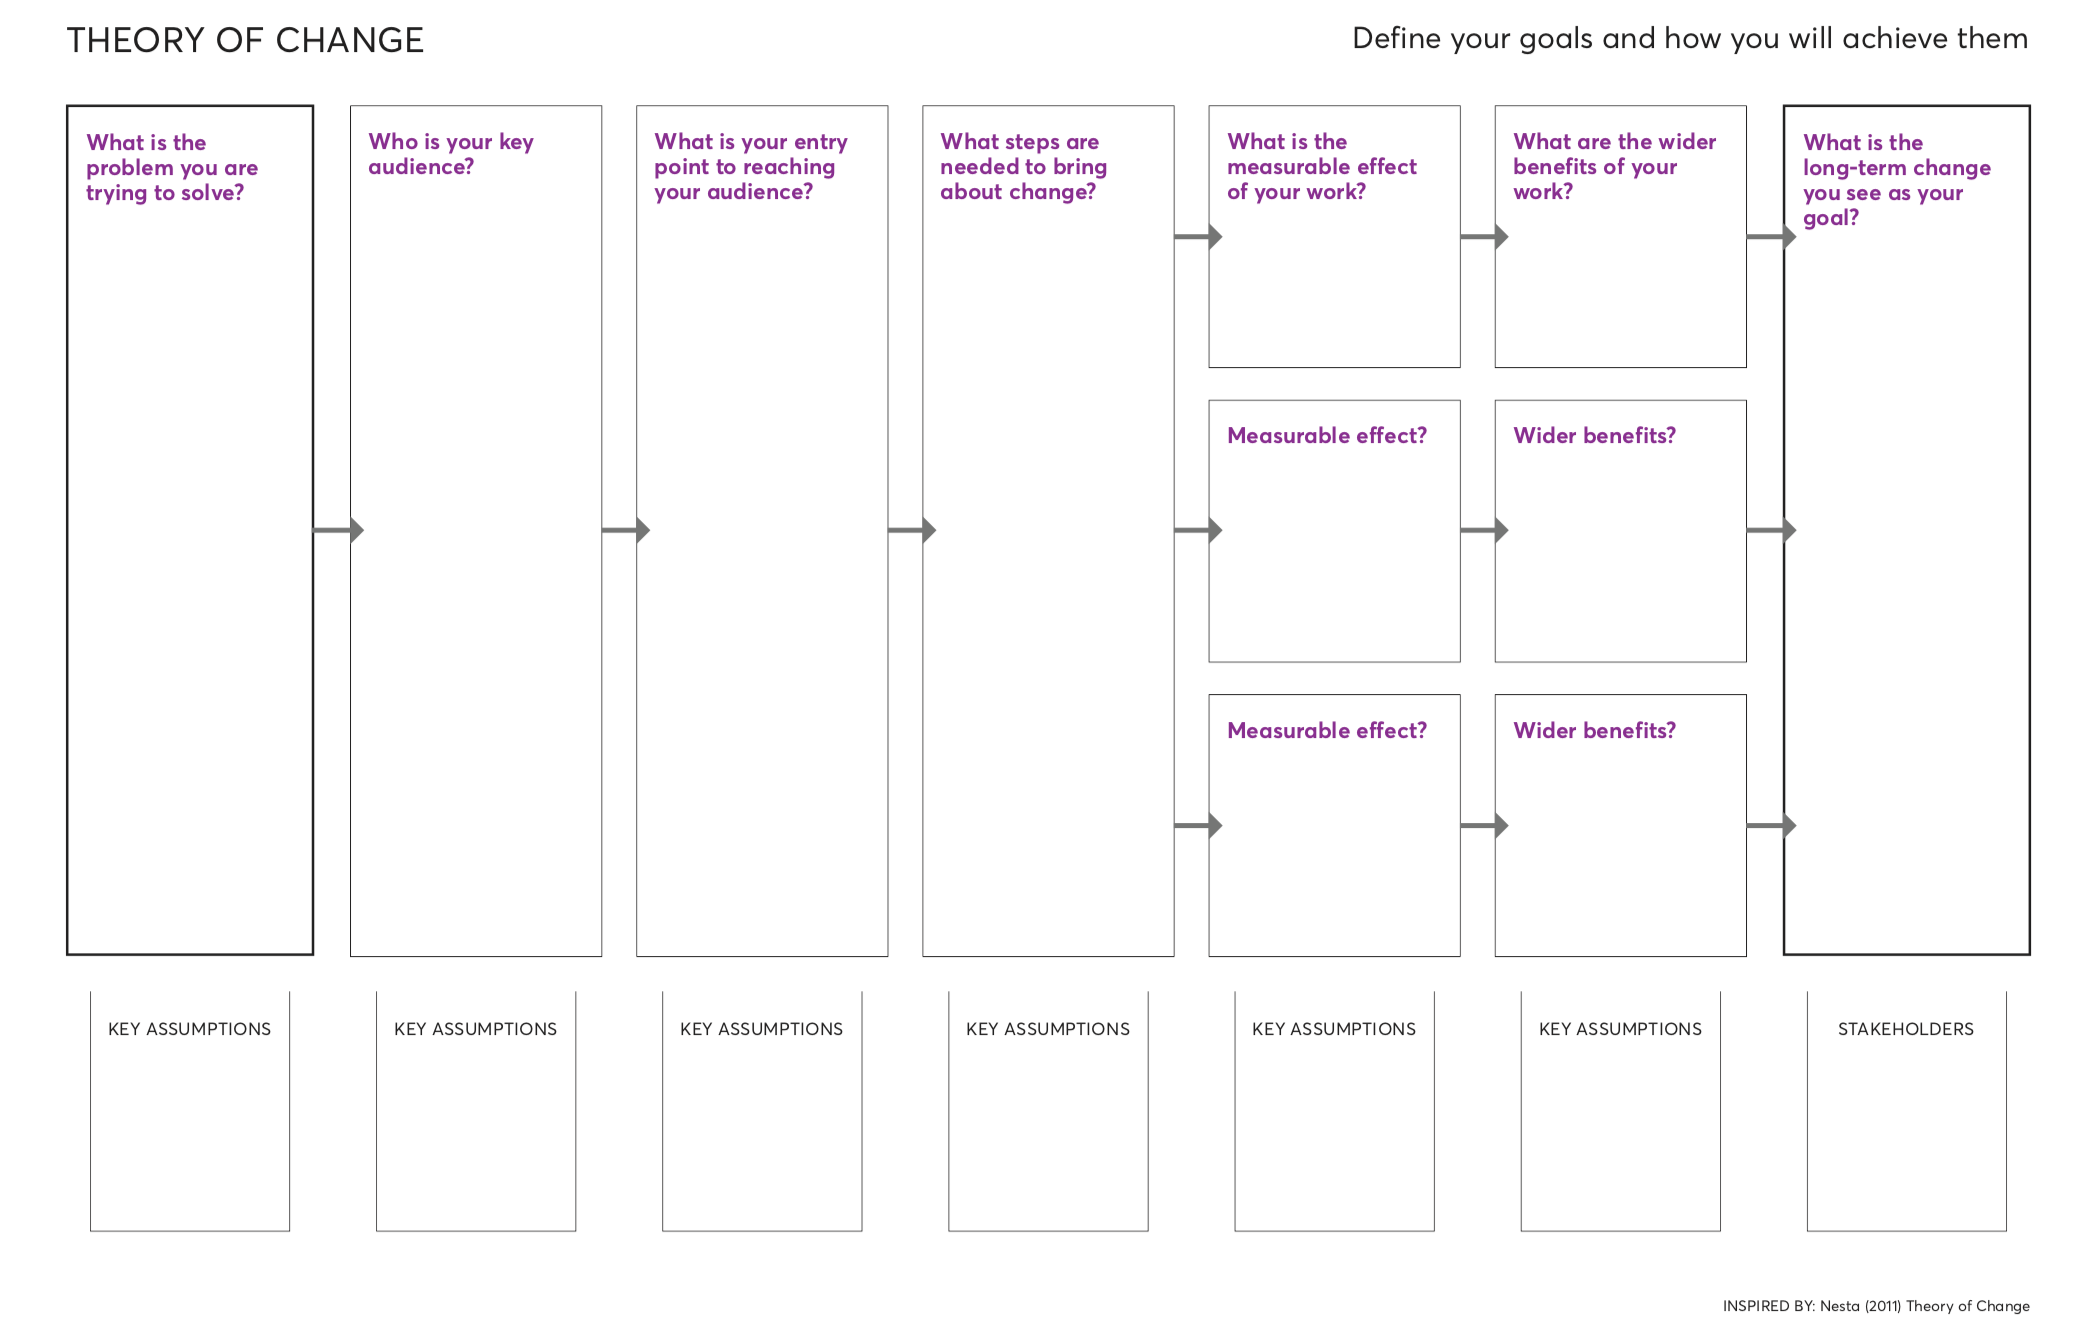 THEORY OF CHANGE
Define your goals and how you will achieve them
What is the
problem you are
trying to solve?
Who is your key
audience?
What is your entry
point to reaching
your audience?
What steps are
needed to bring
about change?
What is the
measurable effect
of your work?
What are the wider
benefits of your
work?
What is the
long-term change
you see as your
goal?
Measurable effect?
Wider benefits?
Measurable effect?
Wider benefits?
KEY ASSUMPTIONS
KEY ASSUMPTIONS
KEY ASSUMPTIONS
KEY ASSUMPTIONS
KEY ASSUMPTIONS
KEY ASSUMPTIONS
STAKEHOLDERS
INSPIRED BY: Nesta (2011) Theory of Change